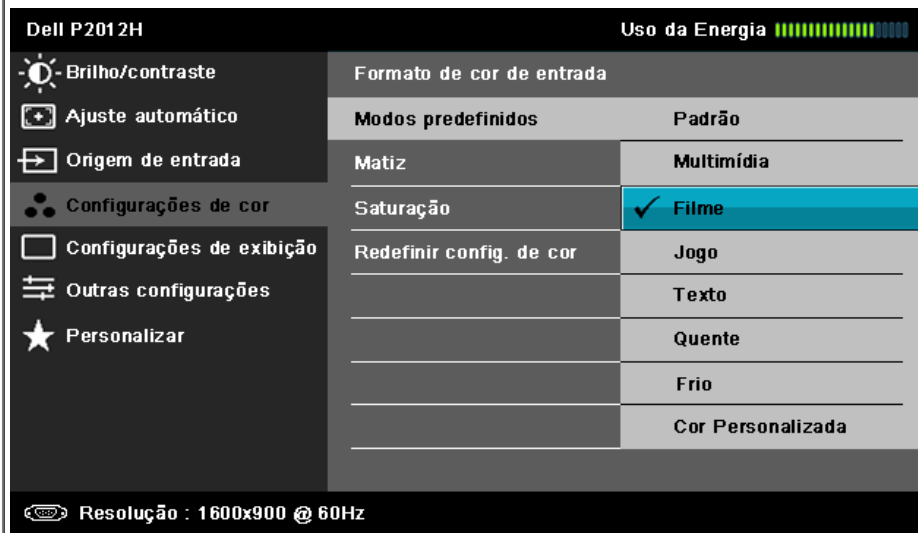 Dell P2012H
Uso da Energia
Brilho/contraste
Ajuste automático
Origem de entrada
Configurações de cor
Configurações de exibição
Outras configurações
Personalizar
Formato de cor de entrada
Modos predefinidos
Matiz
Saturação
Redefinir config. de cor
Padrão
Multimídia
Filme
Jogo
Texto
Quente
Frio
Cor Personalizada
Resolução : 1600x900 @ 60Hz